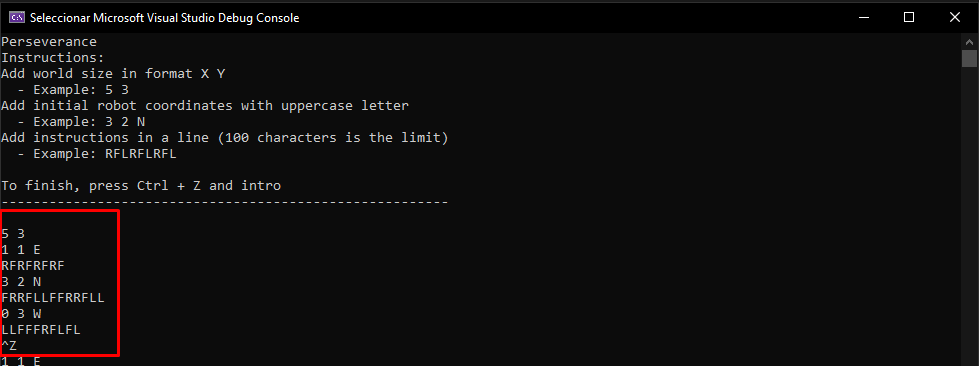 Seleccionar Microsoft Visual Studio Debug Console
Perseverance
Instructions:
Add world size in format X Y
- Example: 5 3
Add initial robot coordinates with uppercase letter
- Example: 3 2 N
Add instructions in a line (100 characters is the limit)
- Example: RFLRFLRFL
To finish, press Ctrl + Z and intro
--------------------------------------------------------
5 3
1 1 E
RFRFRFRF
3 2 N
FRRFLLFFRRFLL
0 3 W
LLFFFRFLFL
^Z
1 1 E